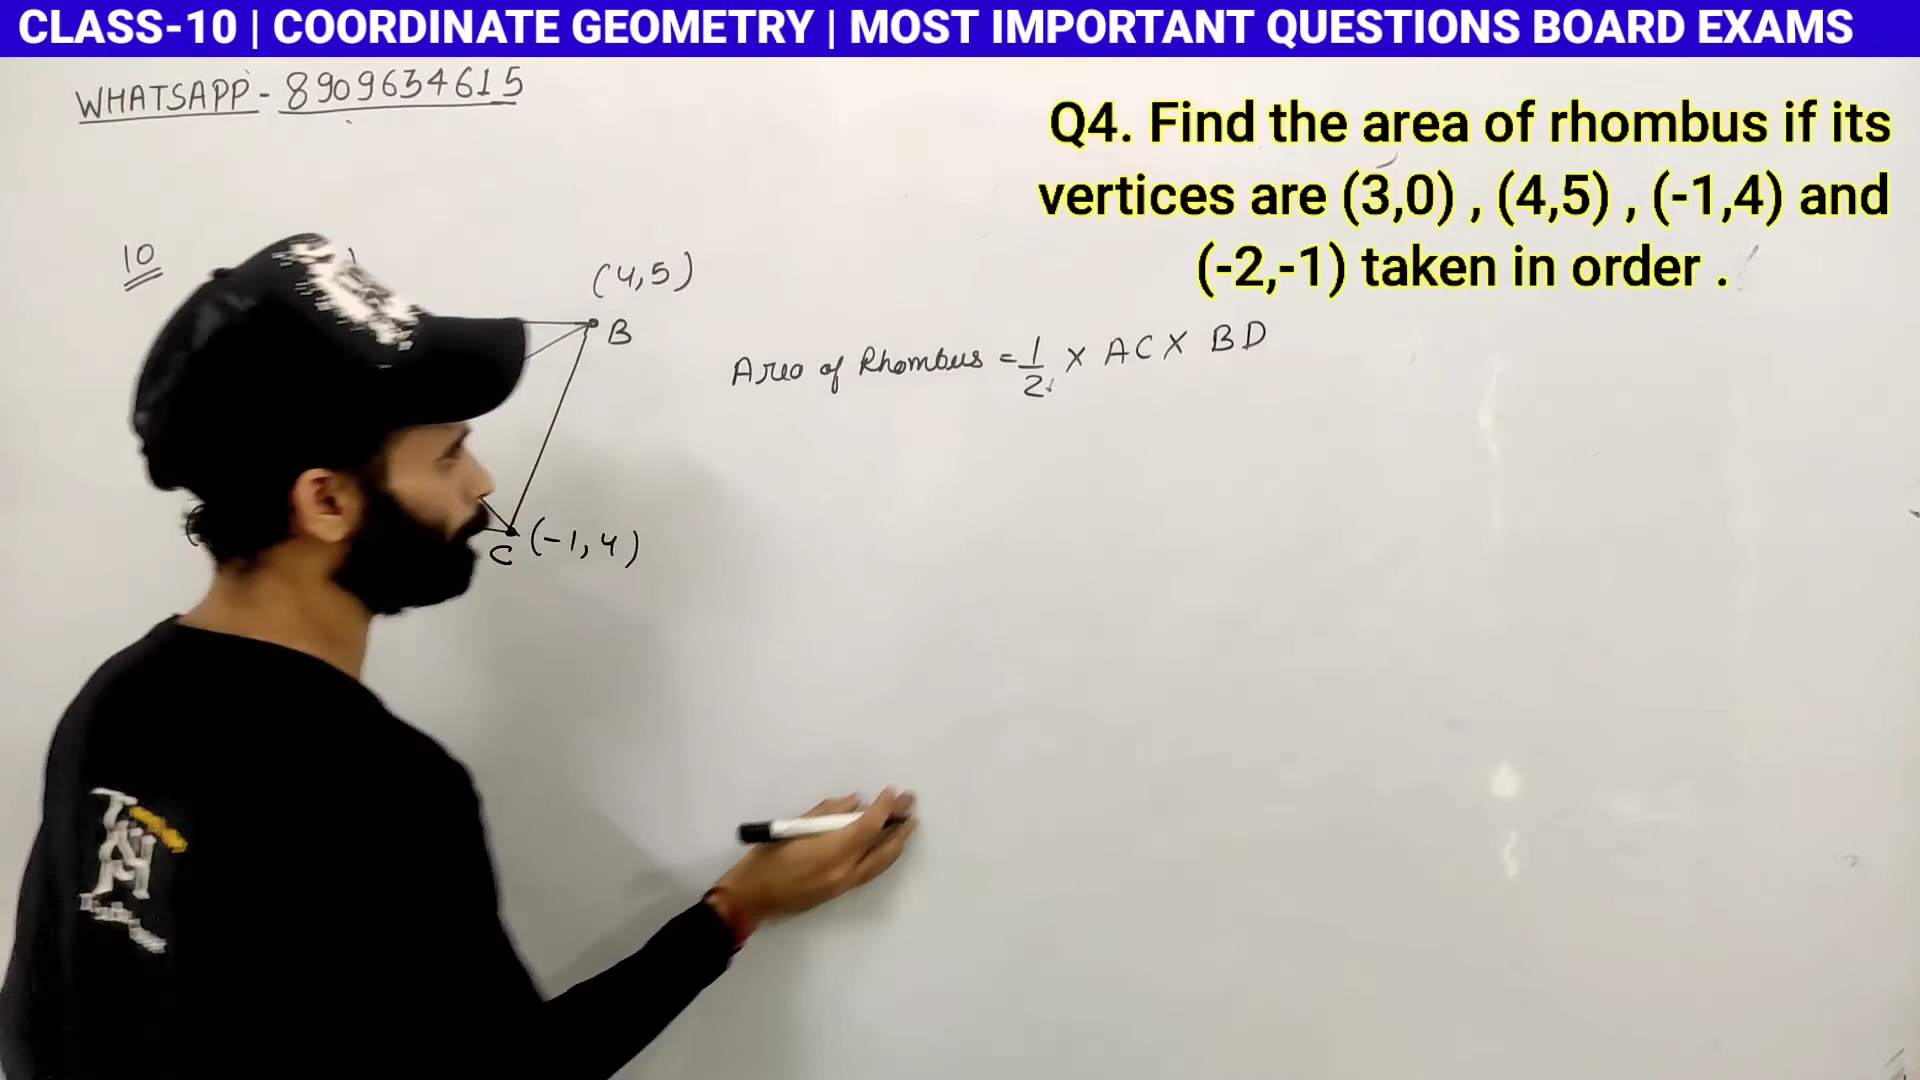 CLASS-10 | COORDINATE GEOMETRY | MOST IMPORTANT QUESTIONS BOARD EXAMS
WHATSAPP - 8909634615
Q4. Find the area of rhombus if its
vertices are (3,0) , (4,5) , (-1,4) and
(-2,-1) taken in order .
10
(4,5)
B
Area of Rhombus = 1/2 × AC × BD
C (-1,4)